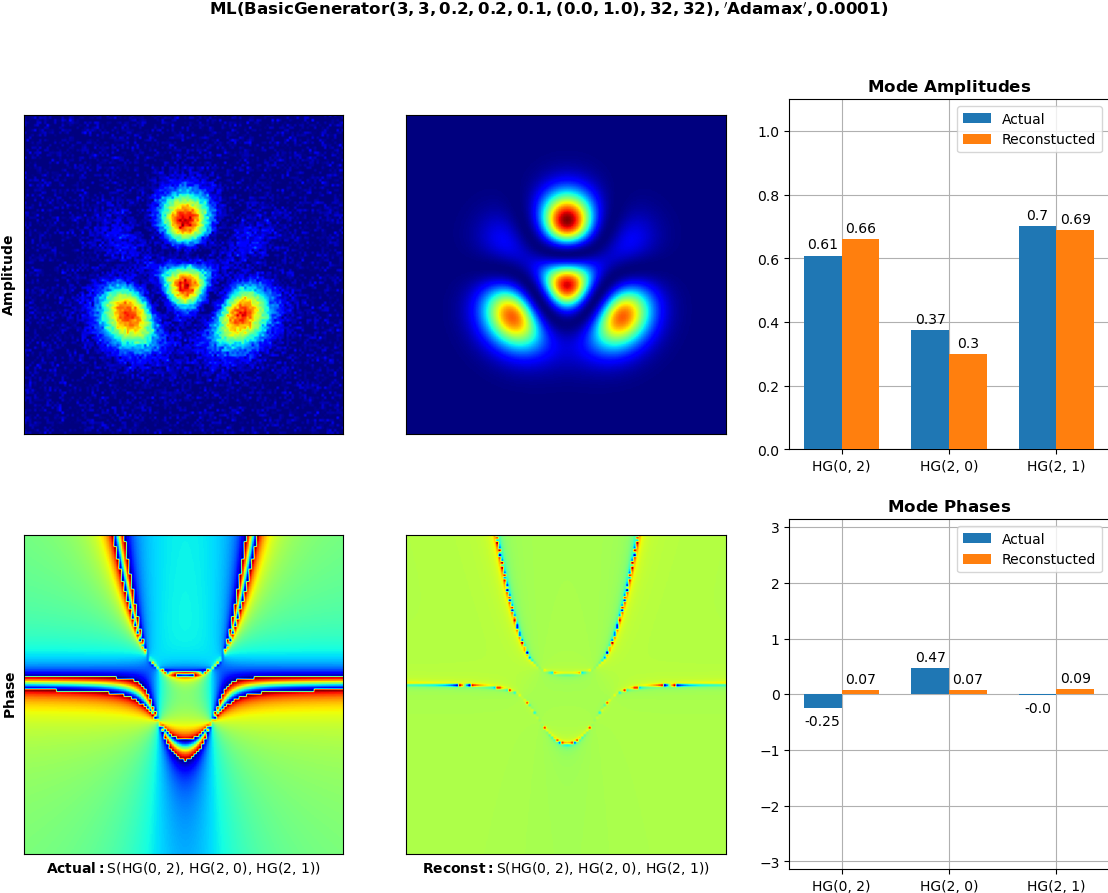 ML(BasicGenerator(3, 3, 0.2, 0.2, 0.1, (0.0, 1.0), 32, 32), ′Adamax′, 0.0001)
Amplitude
Mode Amplitudes
Actual
Reconstucted
1.0
0.8
0.6
0.4
0.2
0.0
0.61
0.66
0.37
0.3
0.7
0.69
HG(0, 2)
HG(2, 0)
HG(2, 1)
Phase
Actual: S(HG(0, 2), HG(2, 0), HG(2, 1))
Reconst: S(HG(0, 2), HG(2, 0), HG(2, 1))
Mode Phases
Actual
Reconstucted
3
2
1
0
−1
−2
−3
-0.25
0.07
0.47
0.07
-0.0
0.09
HG(0, 2)
HG(2, 0)
HG(2, 1)